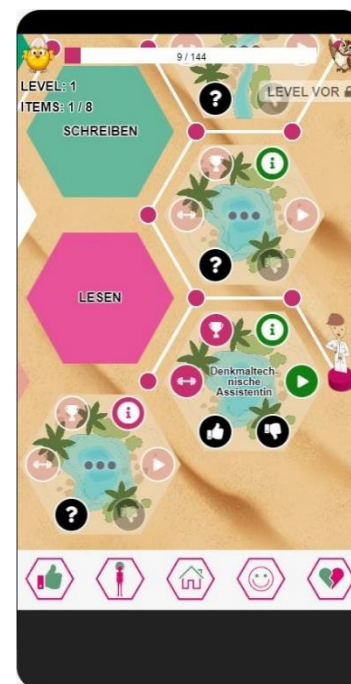 9 / 144
LEVEL: 1
LEVEL VOR
ITEMS: 1 / 8
?
SCHREIBEN
i
...
?
LESEN
i
Denkmaltech-
nische
Assistentin
i
...
?